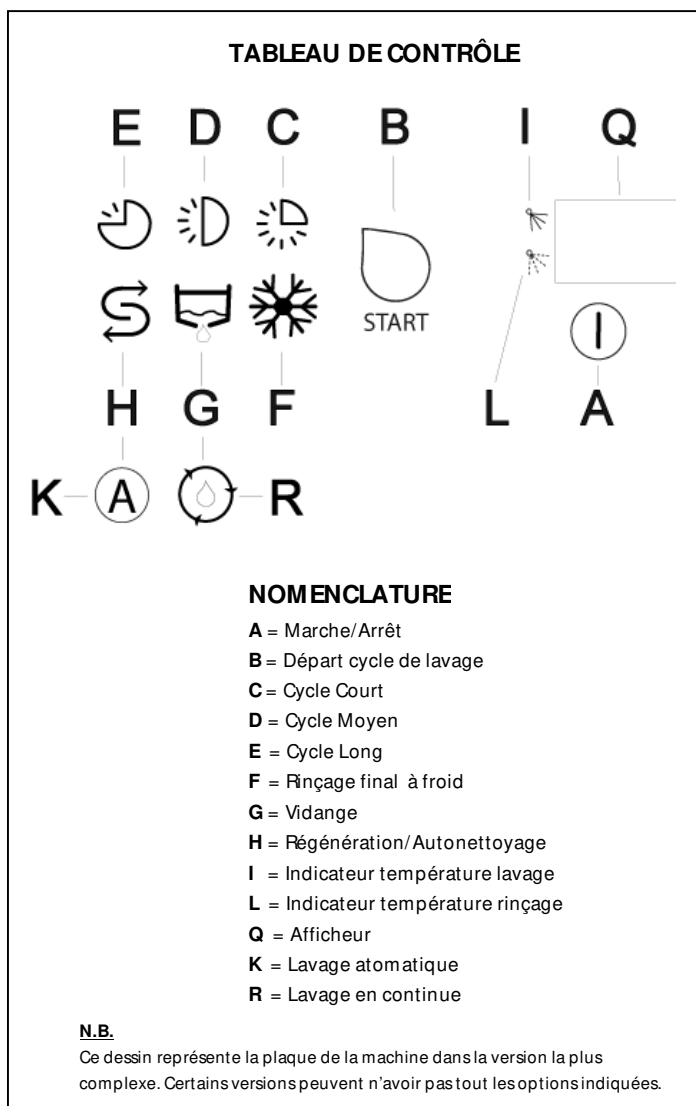 TABLEAU DE CONTRÔLE
E D C B I Q
START
H G F L A
K A R
NOMENCLATURE
A = Marche/Arrêt
B = Départ cycle de lavage
C = Cycle Court
D = Cycle Moyen
E = Cycle Long
F = Rinçage final à froid
G = Vidange
H = Régénération/Autonettoyage
I = Indicateur température lavage
L = Indicateur température rinçage
Q = Afficheur
K = Lavage atomatique
R = Lavage en continue
N.B.
Ce dessin représente la plaque de la machine dans la version la plus
complexe. Certains versions peuvent n’avoir pas tout les options indiquées.